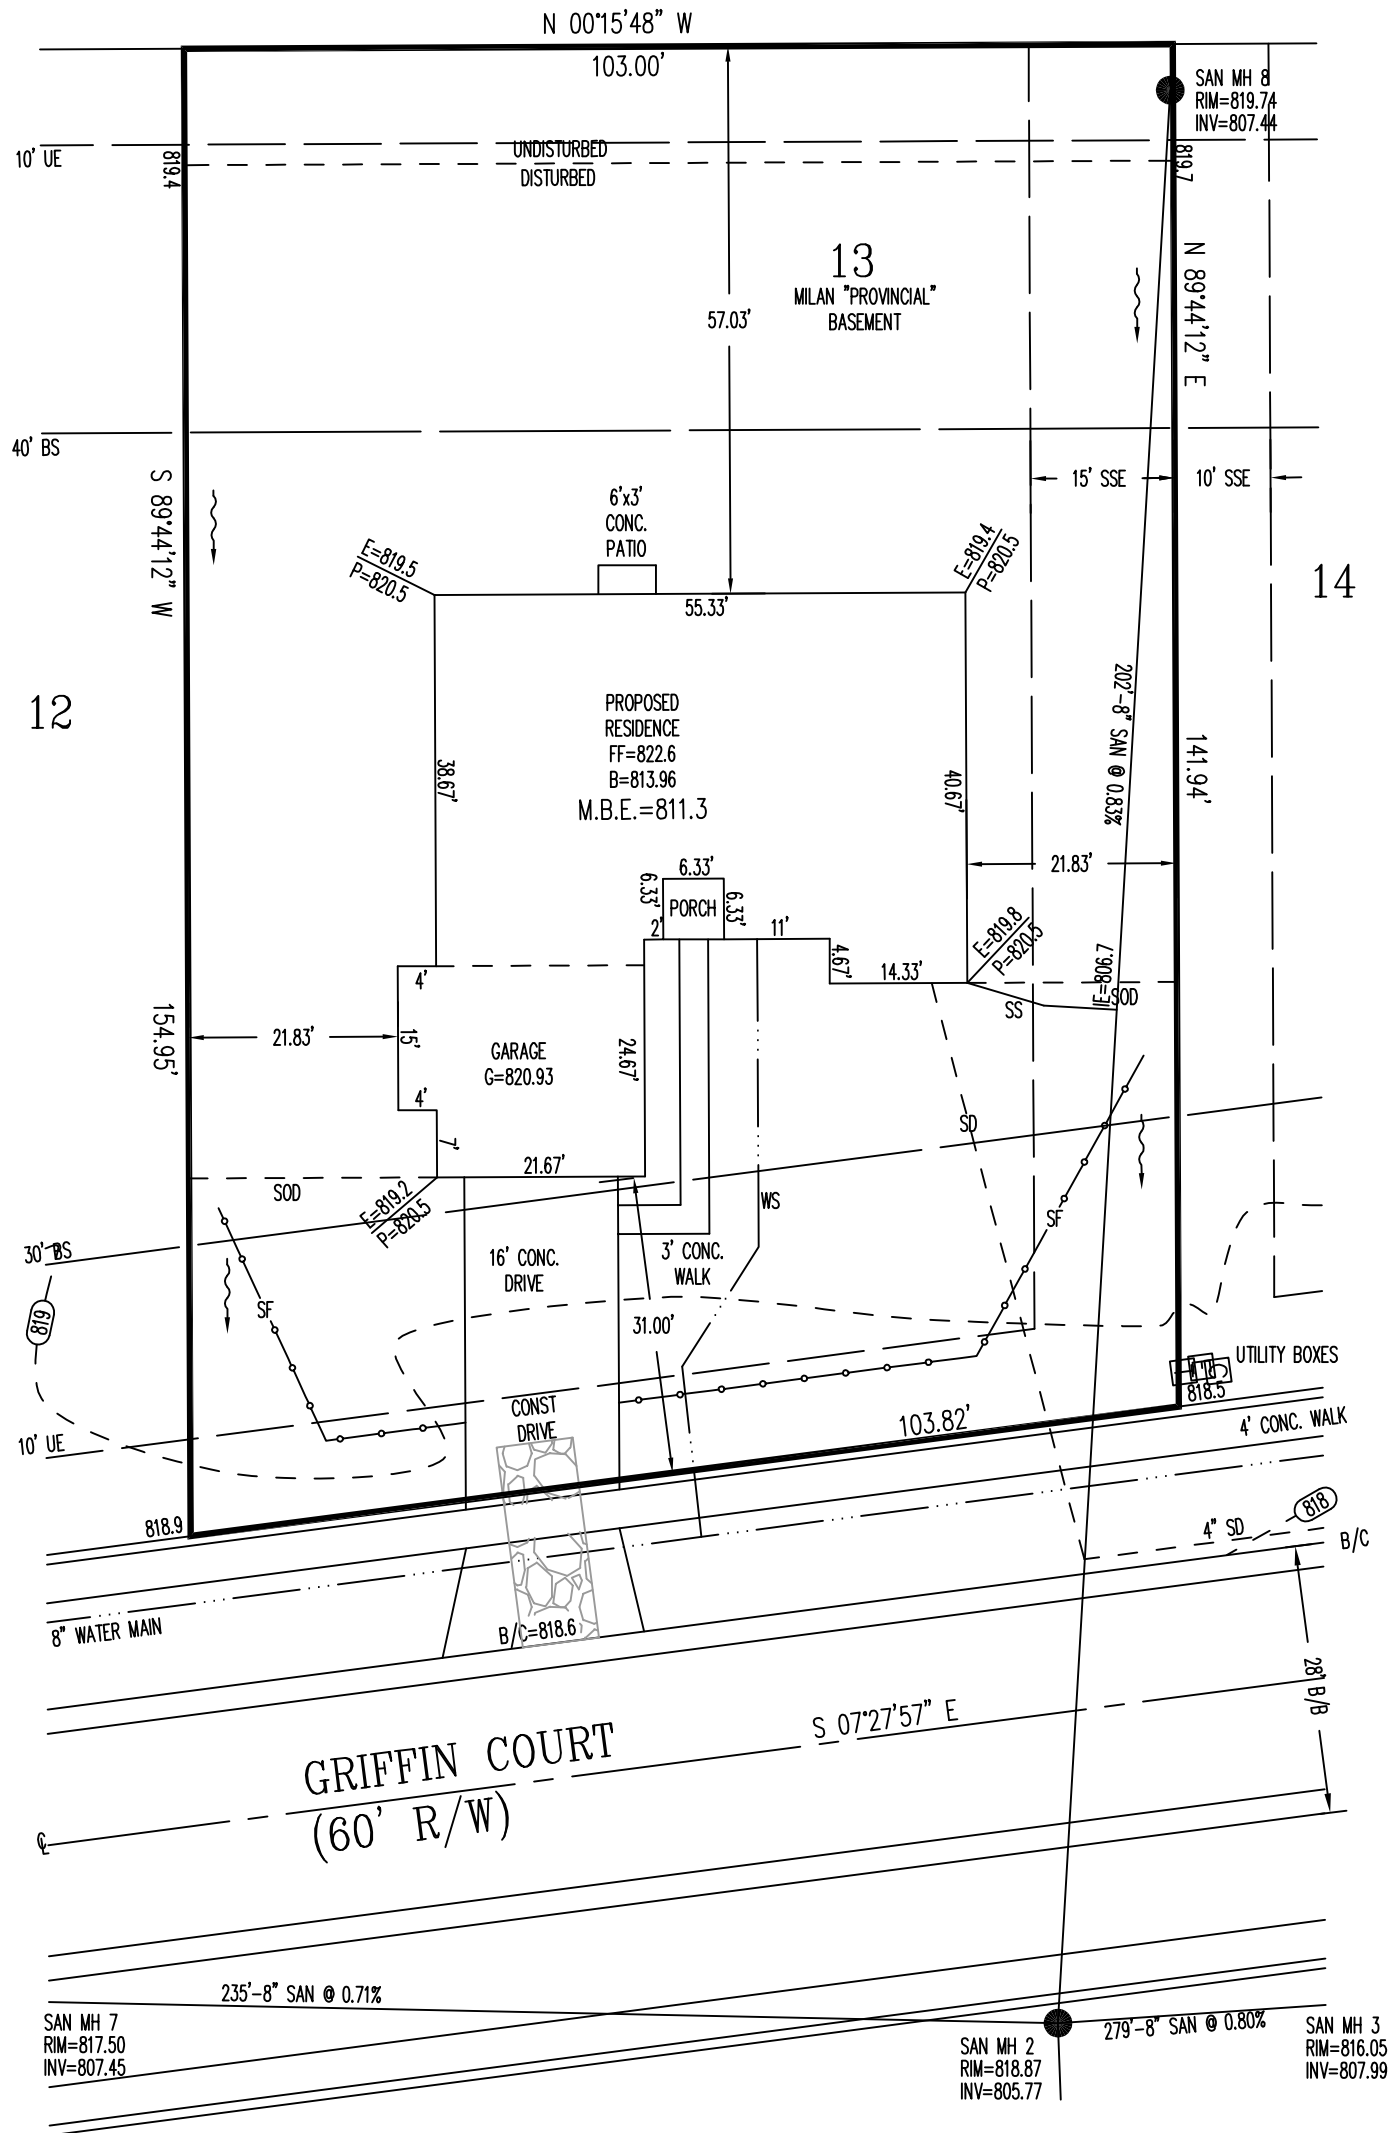 N 00°15'48" W
103.00'
SAN MH 8
RIM=819.74
INV=807.44
10' UE
819.4
UNDISTURBED
DISTURBED
819.7
13
MILAN "PROVINCIAL"
BASEMENT
N 89°44'12" E
57.03'
40' BS
S 89°44'12" W
15' SSE
10' SSE
6'x3'
CONC.
PATIO
E=819.5
P=820.5
E=819.4
P=820.5
55.33'
14
12
202'-8" SAN @ 0.83%
PROPOSED
RESIDENCE
FF=822.6
B=813.96
M.B.E.=811.3
38.67'
40.67'
141.94'
21.83'
6.33'
6.33'
PORCH
6.33'
2'
11'
4.67'
14.33'
E=819.8
P=820.5
IE=806.7
SOD
SS
4'
154.95'
21.83'
15'
GARAGE
G=820.93
24.67'
4'
7'
SD
21.67'
SOD
E=819.2
P=820.5
WS
SF
30' BS
16' CONC.
DRIVE
3' CONC.
WALK
819
SF
31.00'
UTILITY BOXES
E
T
C
818.5
CONST
DRIVE
103.82'
4' CONC. WALK
10' UE
818.9
818
4" SD
B/C
8" WATER MAIN
B/C=818.6
28' B/B
S 07°27'57" E
GRIFFIN COURT
(60' R/W)
℄
235'-8" SAN @ 0.71%
SAN MH 7
RIM=817.50
INV=807.45
SAN MH 2
RIM=818.87
INV=805.77
279'-8" SAN @ 0.80%
SAN MH 3
RIM=816.05
INV=807.99